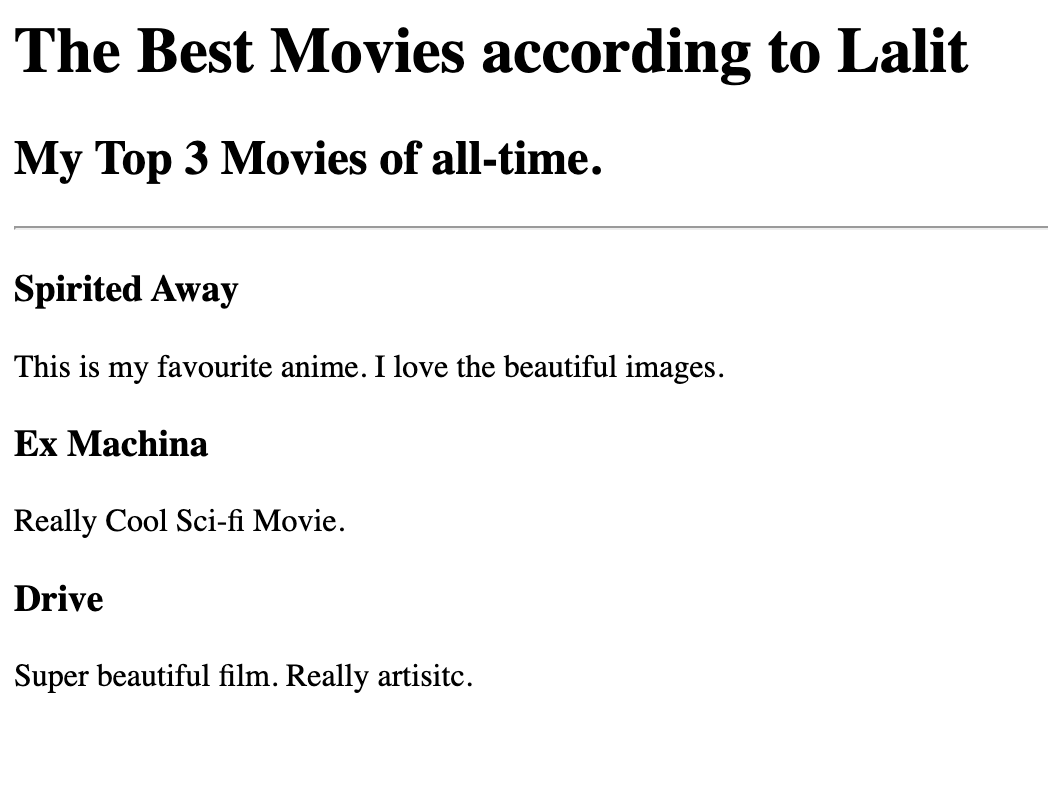 The Best Movies according to Lalit
My Top 3 Movies of all-time.
Spirited Away
This is my favourite anime. I love the beautiful images.
Ex Machina
Really Cool Sci-fi Movie.
Drive
Super beautiful film. Really artisitc.